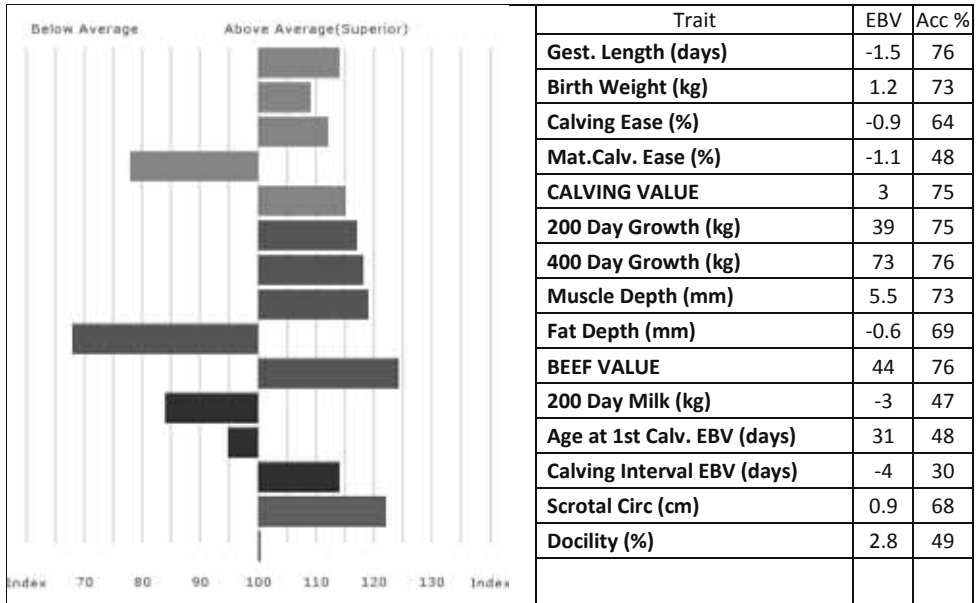 Below Average Above Average(Superior)
Index 70 80 90 100 110 120 130 Index
Trait EBV Acc %
Gest. Length (days) -1.5 76
Birth Weight (kg) 1.2 73
Calving Ease (%) -0.9 64
Mat.Calv. Ease (%) -1.1 48
CALVING VALUE 3 75
200 Day Growth (kg) 39 75
400 Day Growth (kg) 73 76
Muscle Depth (mm) 5.5 73
Fat Depth (mm) -0.6 69
BEEF VALUE 44 76
200 Day Milk (kg) -3 47
Age at 1st Calv. EBV (days) 31 48
Calving Interval EBV (days) -4 30
Scrotal Circ (cm) 0.9 68
Docility (%) 2.8 49